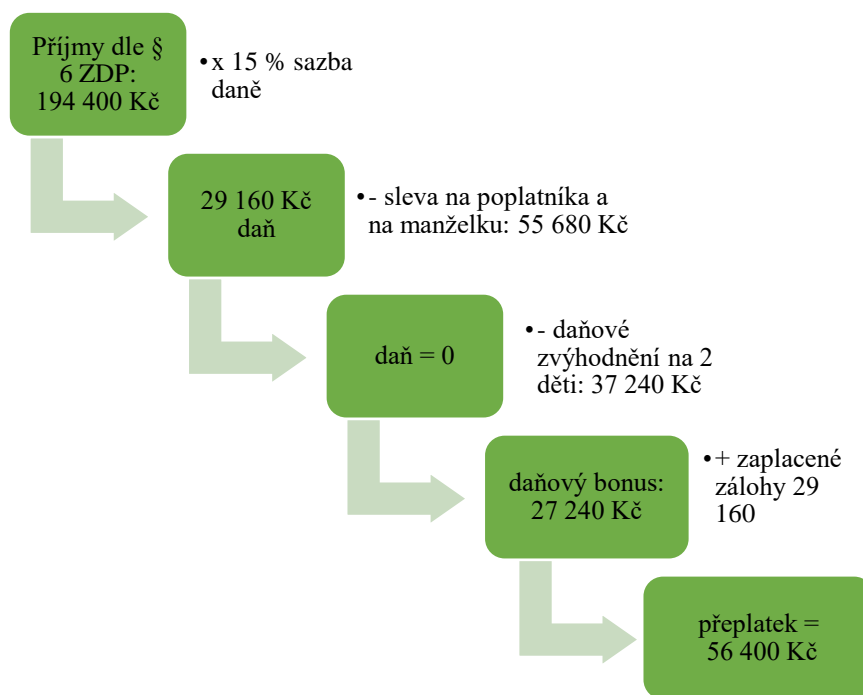 Příjmy dle §
6 ZDP:
194 400 Kč
•x 15 % sazba
daně
29 160 Kč
daň
•- sleva na poplatníka a
na manželku: 55 680 Kč
daň = 0
•- daňové
zvýhodnění na 2
děti: 37 240 Kč
daňový bonus:
27 240 Kč
•+ zaplacené
zálohy 29
160
přeplatek =
56 400 Kč